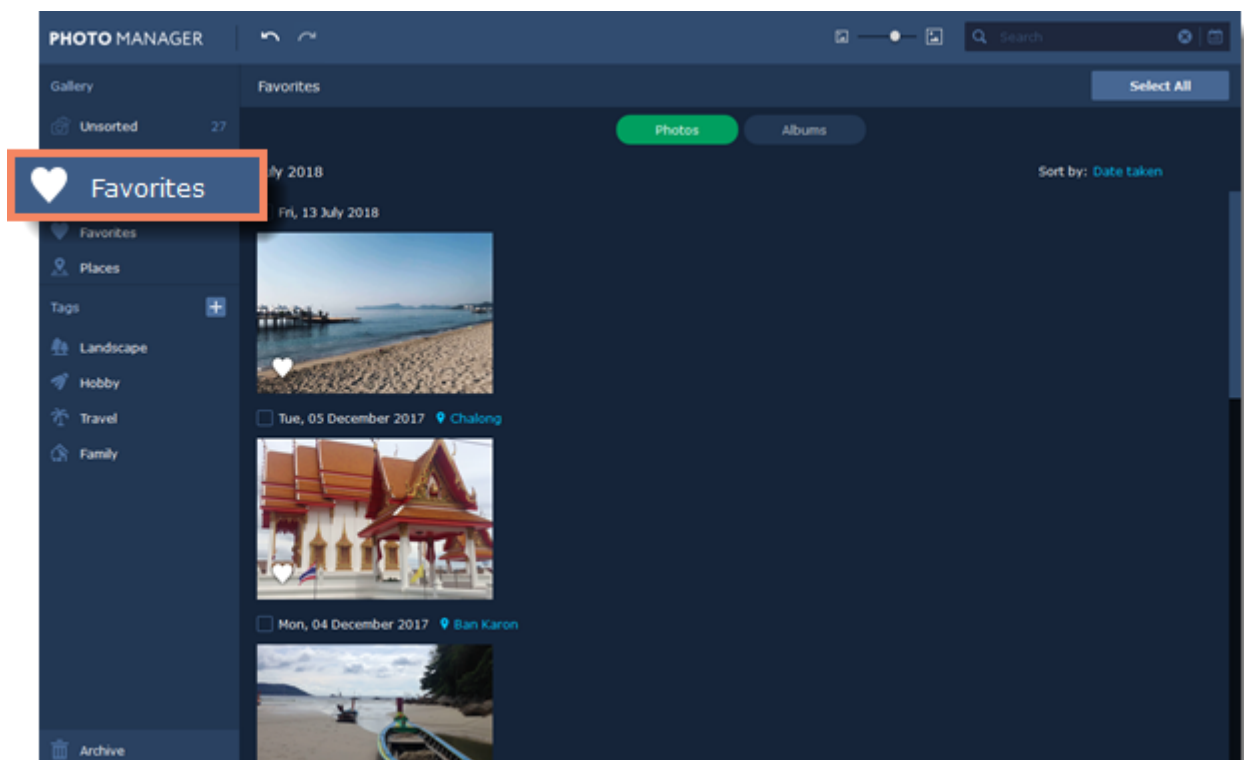 PHOTO MANAGER
Search
Gallery
Favorites
Select All
Unsorted 27
Photos Albums
Favorites
uly 2018
Sort by: Date taken
Fri, 13 July 2018
Favorites
Places
Tags
Landscape
Hobby
Travel
Family
Tue, 05 December 2017 Chalong
Mon, 04 December 2017 Ban Karon
Archive